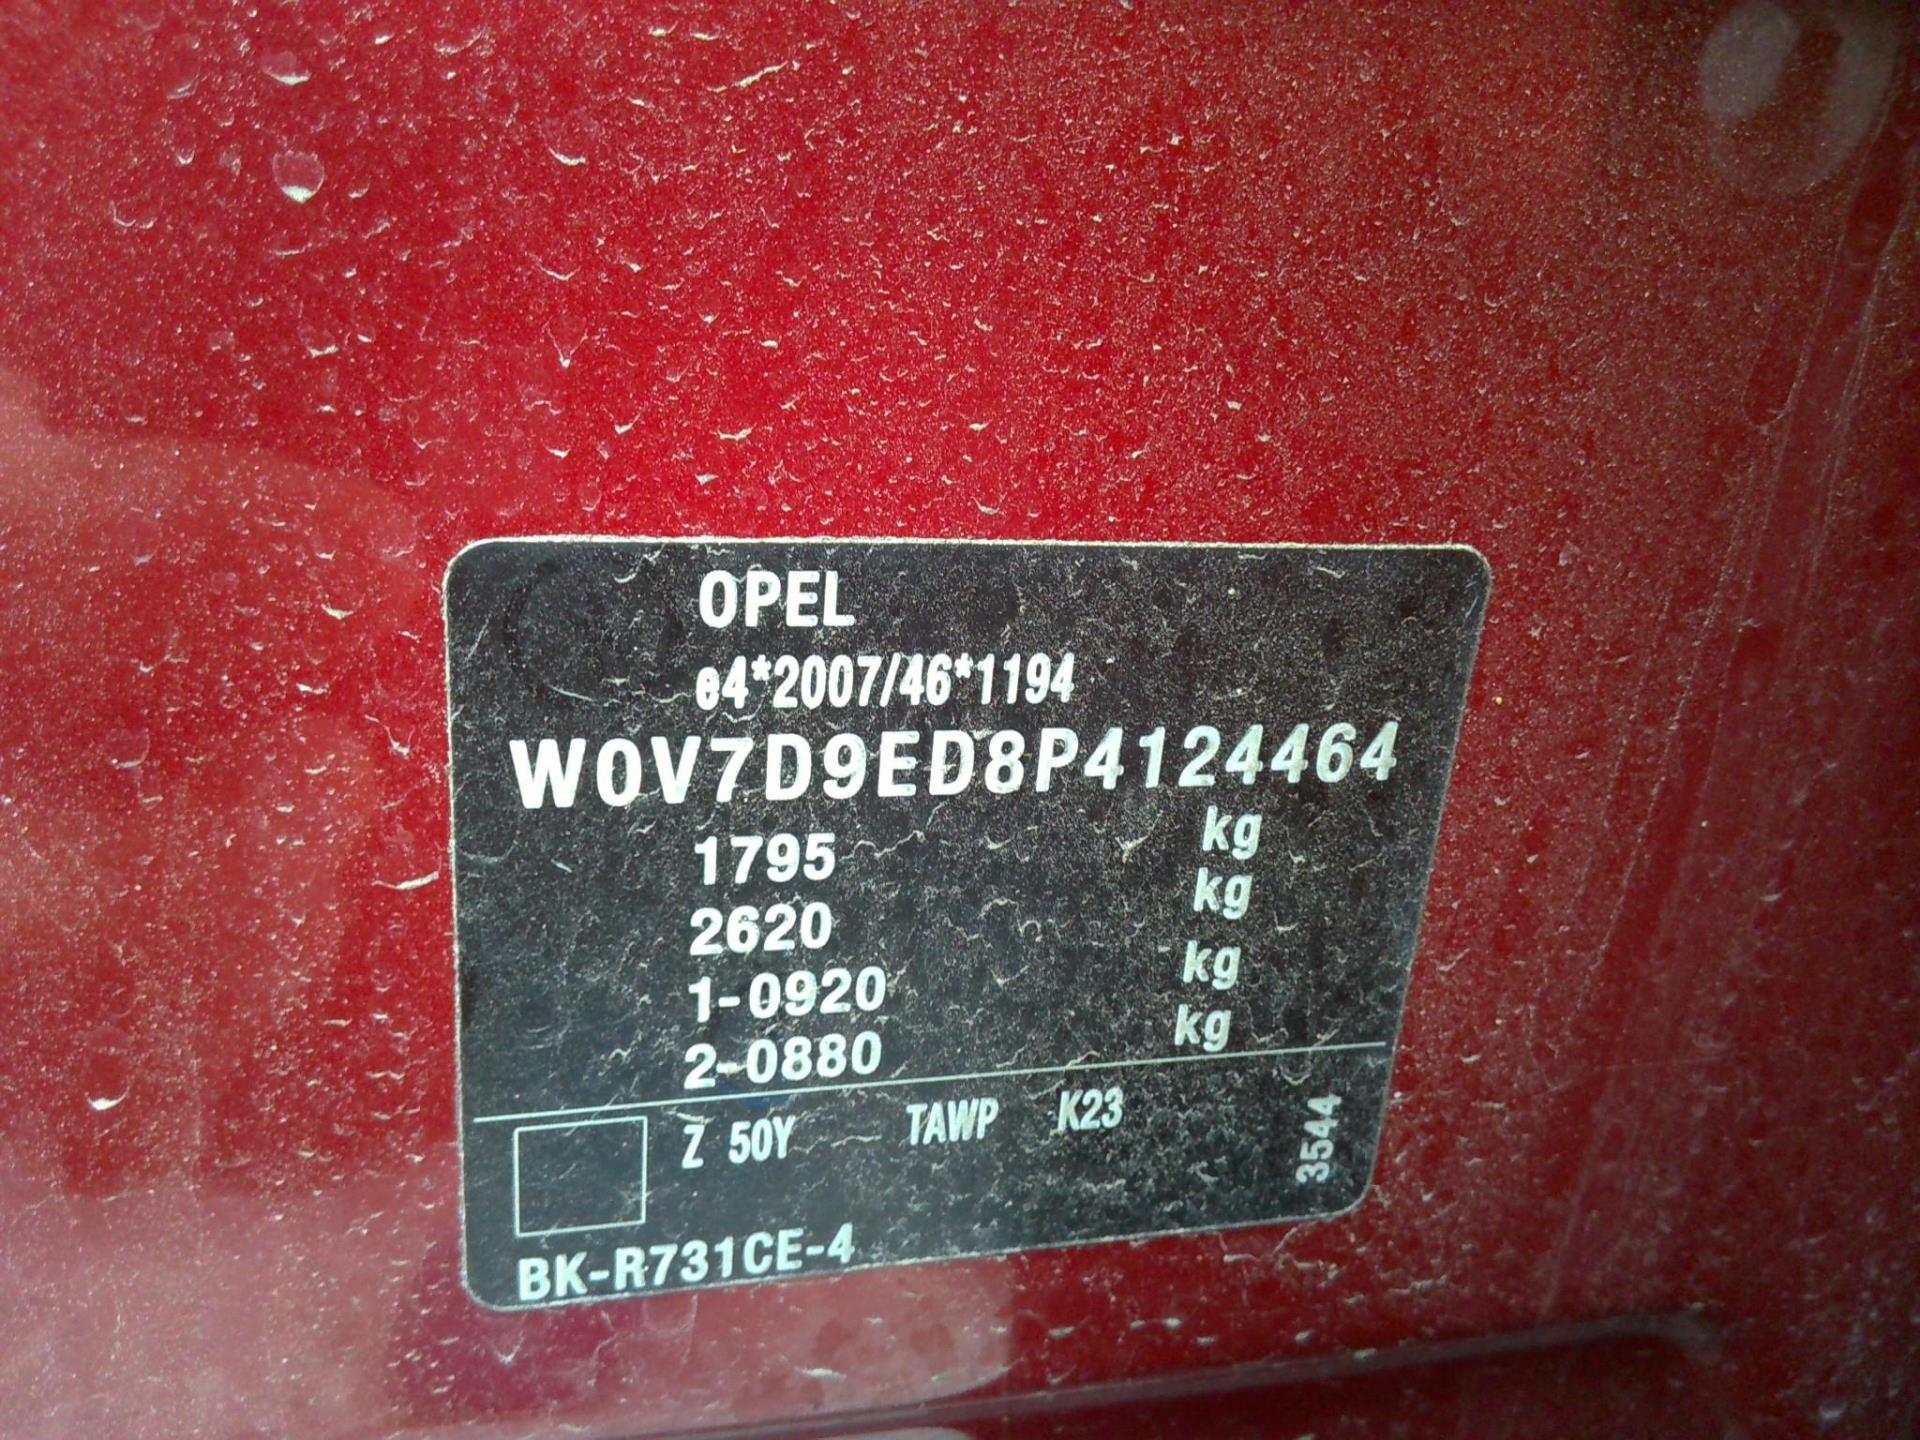 OPEL
e4*2007/46*1194
W0V7D9ED8P4124464
1795 kg
2620 kg
1-0920 kg
2-0880 kg
Z 50Y TAWP K23
3544
BK-R731CE-4